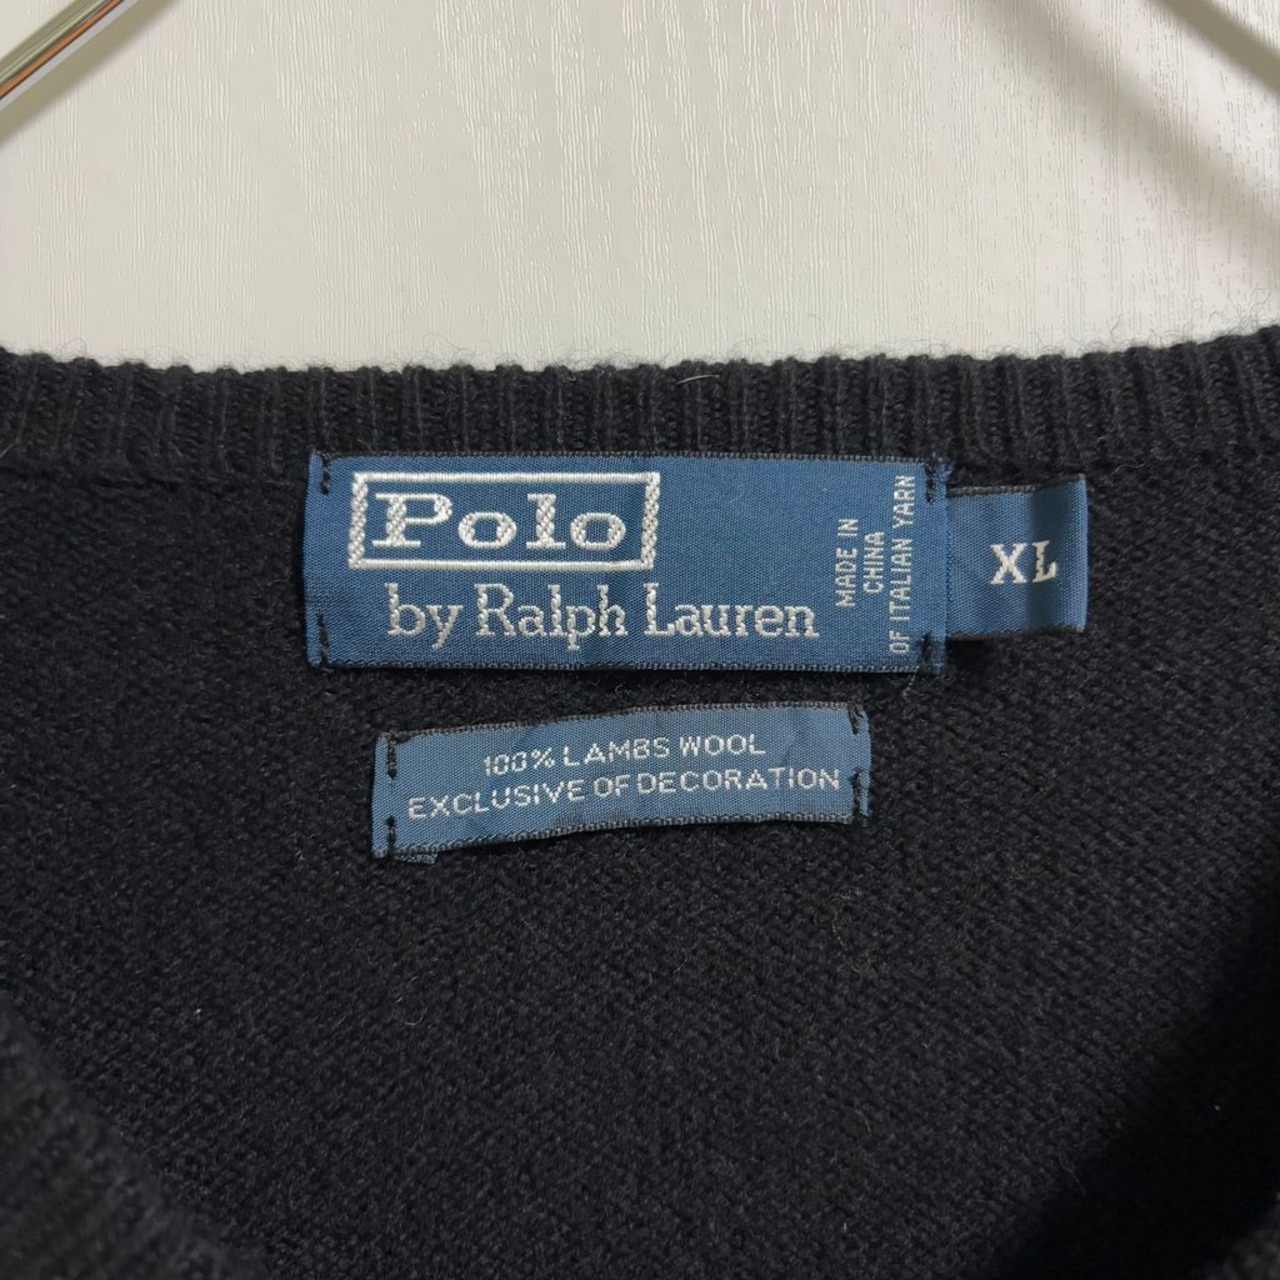 Polo
by Ralph Lauren
MADE IN
CHINA
OF ITALIAN YARN
XL
100% LAMBS WOOL
EXCLUSIVE OF DECORATION